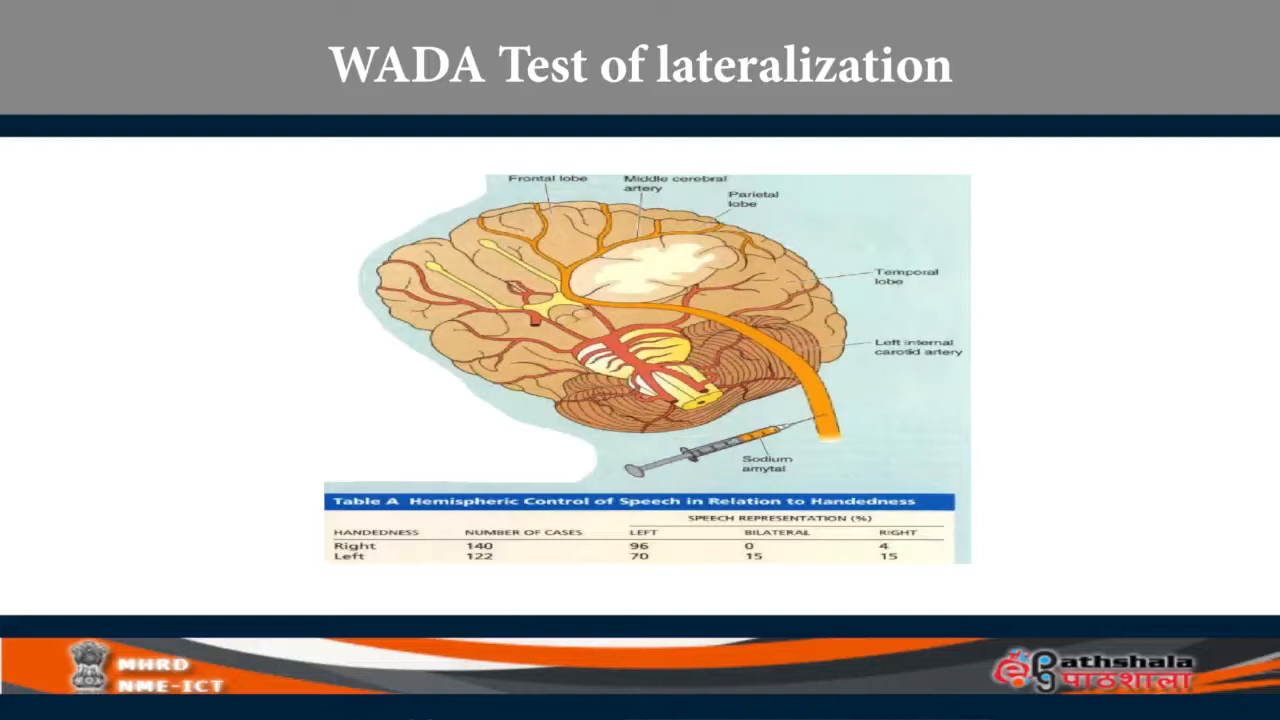 WADA Test of lateralization
Frontal lobe
Middle cerebral
artery
Parietal
lobe
Temporal
lobe
Left internal
carotid artery
Sodium
amytal
Table A Hemispheric Control of Speech in Relation to Handedness
SPEECH REPRESENTATION (%)
HANDEDNESS NUMBER OF CASES LEFT BILATERAL RIGHT
Right 140 96 0 4
Left 122 70 15 15
MHRD
NME-ICT
Pathshala
पाठशाला